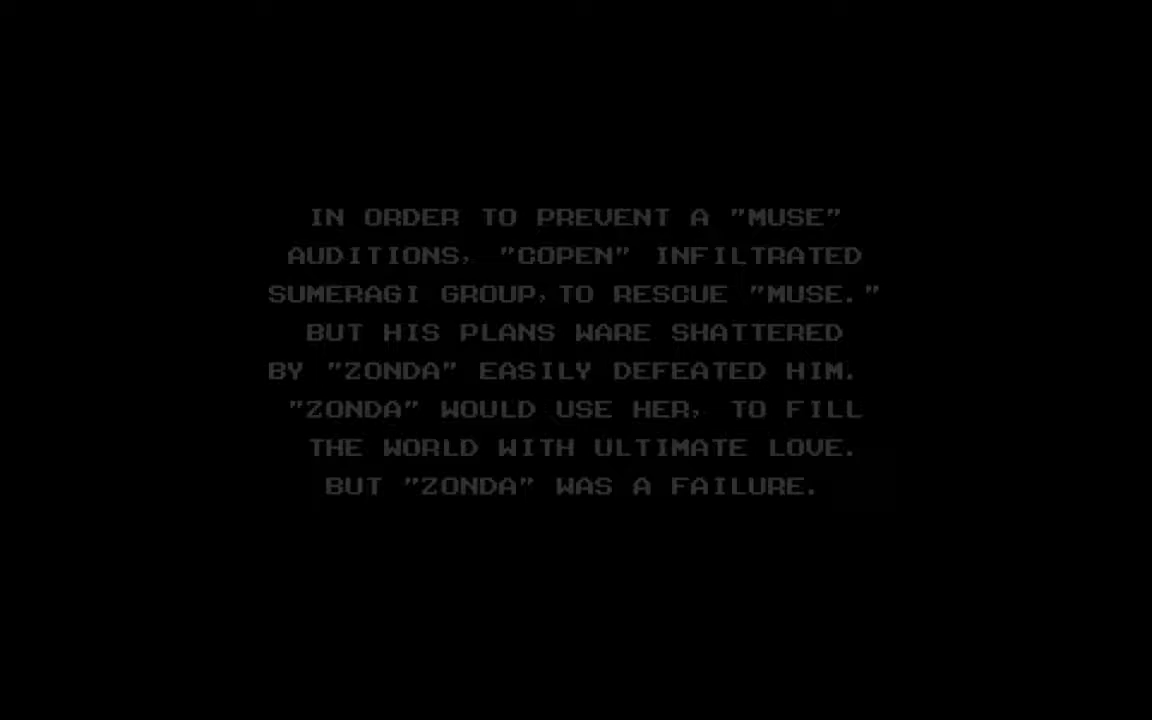 IN ORDER TO PREVENT A "MUSE"
AUDITIONS, "COPEN" INFILTRATED
SUMERAGI GROUP,TO RESCUE "MUSE."
BUT HIS PLANS WARE SHATTERED
BY "ZONDA" EASILY DEFEATED HIM.
"ZONDA" WOULD USE HER, TO FILL
THE WORLD WITH ULTIMATE LOVE.
BUT "ZONDA" WAS A FAILURE.